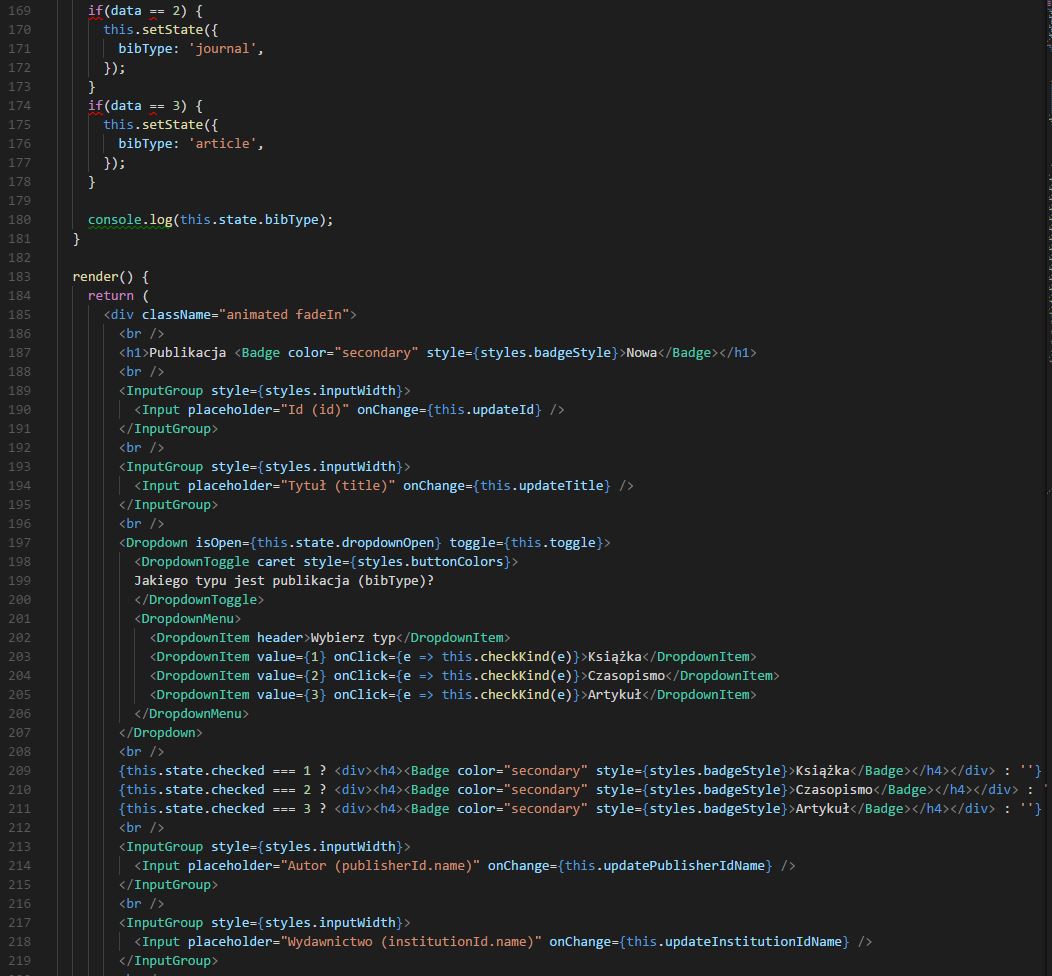 169 if(data == 2) {
170 this.setState({
171 bibType: 'journal',
172 });
173 }
174 if(data == 3) {
175 this.setState({
176 bibType: 'article',
177 });
178 }
179
180 console.log(this.state.bibType);
181 }
182
183 render() {
184 return (
185 <div className="animated fadeIn">
186 <br />
187 <h1>Publikacja <Badge color="secondary" style={styles.badgeStyle}>Nowa</Badge></h1>
188 <br />
189 <InputGroup style={styles.inputWidth}>
190 <Input placeholder="Id (id)" onChange={this.updateId} />
191 </InputGroup>
192 <br />
193 <InputGroup style={styles.inputWidth}>
194 <Input placeholder="Tytuł (title)" onChange={this.updateTitle} />
195 </InputGroup>
196 <br />
197 <Dropdown isOpen={this.state.dropdownOpen} toggle={this.toggle}>
198 <DropdownToggle caret style={styles.buttonColors}>
199 Jakiego typu jest publikacja (bibType)?
200 </DropdownToggle>
201 <DropdownMenu>
202 <DropdownItem header>Wybierz typ</DropdownItem>
203 <DropdownItem value={1} onClick={e => this.checkKind(e)}>Książka</DropdownItem>
204 <DropdownItem value={2} onClick={e => this.checkKind(e)}>Czasopismo</DropdownItem>
205 <DropdownItem value={3} onClick={e => this.checkKind(e)}>Artykuł</DropdownItem>
206 </DropdownMenu>
207 </Dropdown>
208 <br />
209 {this.state.checked === 1 ? <div><h4><Badge color="secondary" style={styles.badgeStyle}>Książka</Badge></h4></div> : ''}
210 {this.state.checked === 2 ? <div><h4><Badge color="secondary" style={styles.badgeStyle}>Czasopismo</Badge></h4></div> : '
211 {this.state.checked === 3 ? <div><h4><Badge color="secondary" style={styles.badgeStyle}>Artykuł</Badge></h4></div> : ''}
212 <br />
213 <InputGroup style={styles.inputWidth}>
214 <Input placeholder="Autor (publisherId.name)" onChange={this.updatePublisherIdName} />
215 </InputGroup>
216 <br />
217 <InputGroup style={styles.inputWidth}>
218 <Input placeholder="Wydawnictwo (institutionId.name)" onChange={this.updateInstitutionIdName} />
219 </InputGroup>